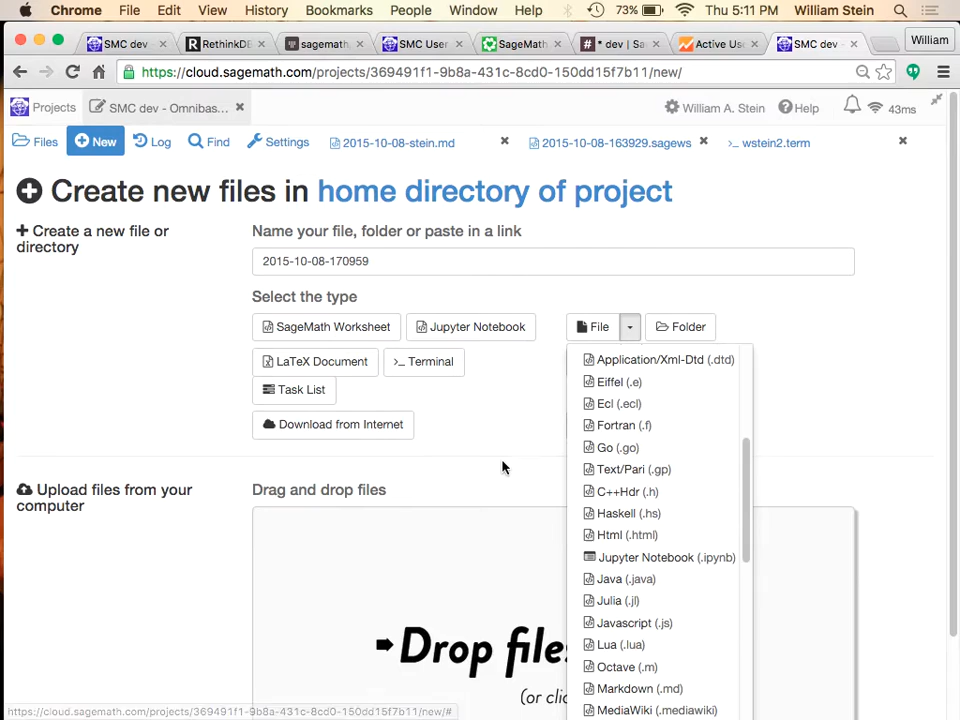 Chrome File Edit View History Bookmarks People Window Help 73% Thu 5:11 PM William Stein
SMC dev RethinkD sagemath. SMC User SageMath * dev | Sa Active Us SMC dev - William
https://cloud.sagemath.com/projects/369491f1-9b8a-431c-8cd0-150dd15f7b11/new/
Projects SMC dev - Omnibas... William A. Stein Help 43ms
Files New Log Find Settings 2015-10-08-stein.md 2015-10-08-163929.sagews >_ wstein2.term
Create new files in home directory of project
Create a new file or directory
Name your file, folder or paste in a link
2015-10-08-170959
Select the type
SageMath Worksheet Jupyter Notebook File Folder
LaTeX Document >_ Terminal
Task List
Download from Internet
Application/Xml-Dtd (.dtd)
Eiffel (.e)
Ecl (.ecl)
Fortran (.f)
Go (.go)
Text/Pari (.gp)
C++Hdr (.h)
Haskell (.hs)
Html (.html)
Jupyter Notebook (.ipynb)
Java (.java)
Julia (.jl)
Javascript (.js)
Lua (.lua)
Octave (.m)
Markdown (.md)
MediaWiki (.mediawiki)
Upload files from your computer
Drag and drop files
Drop files
(or clic
https://cloud.sagemath.com/projects/369491f1-9b8a-431c-8cd0-150dd15f7b11/new/#